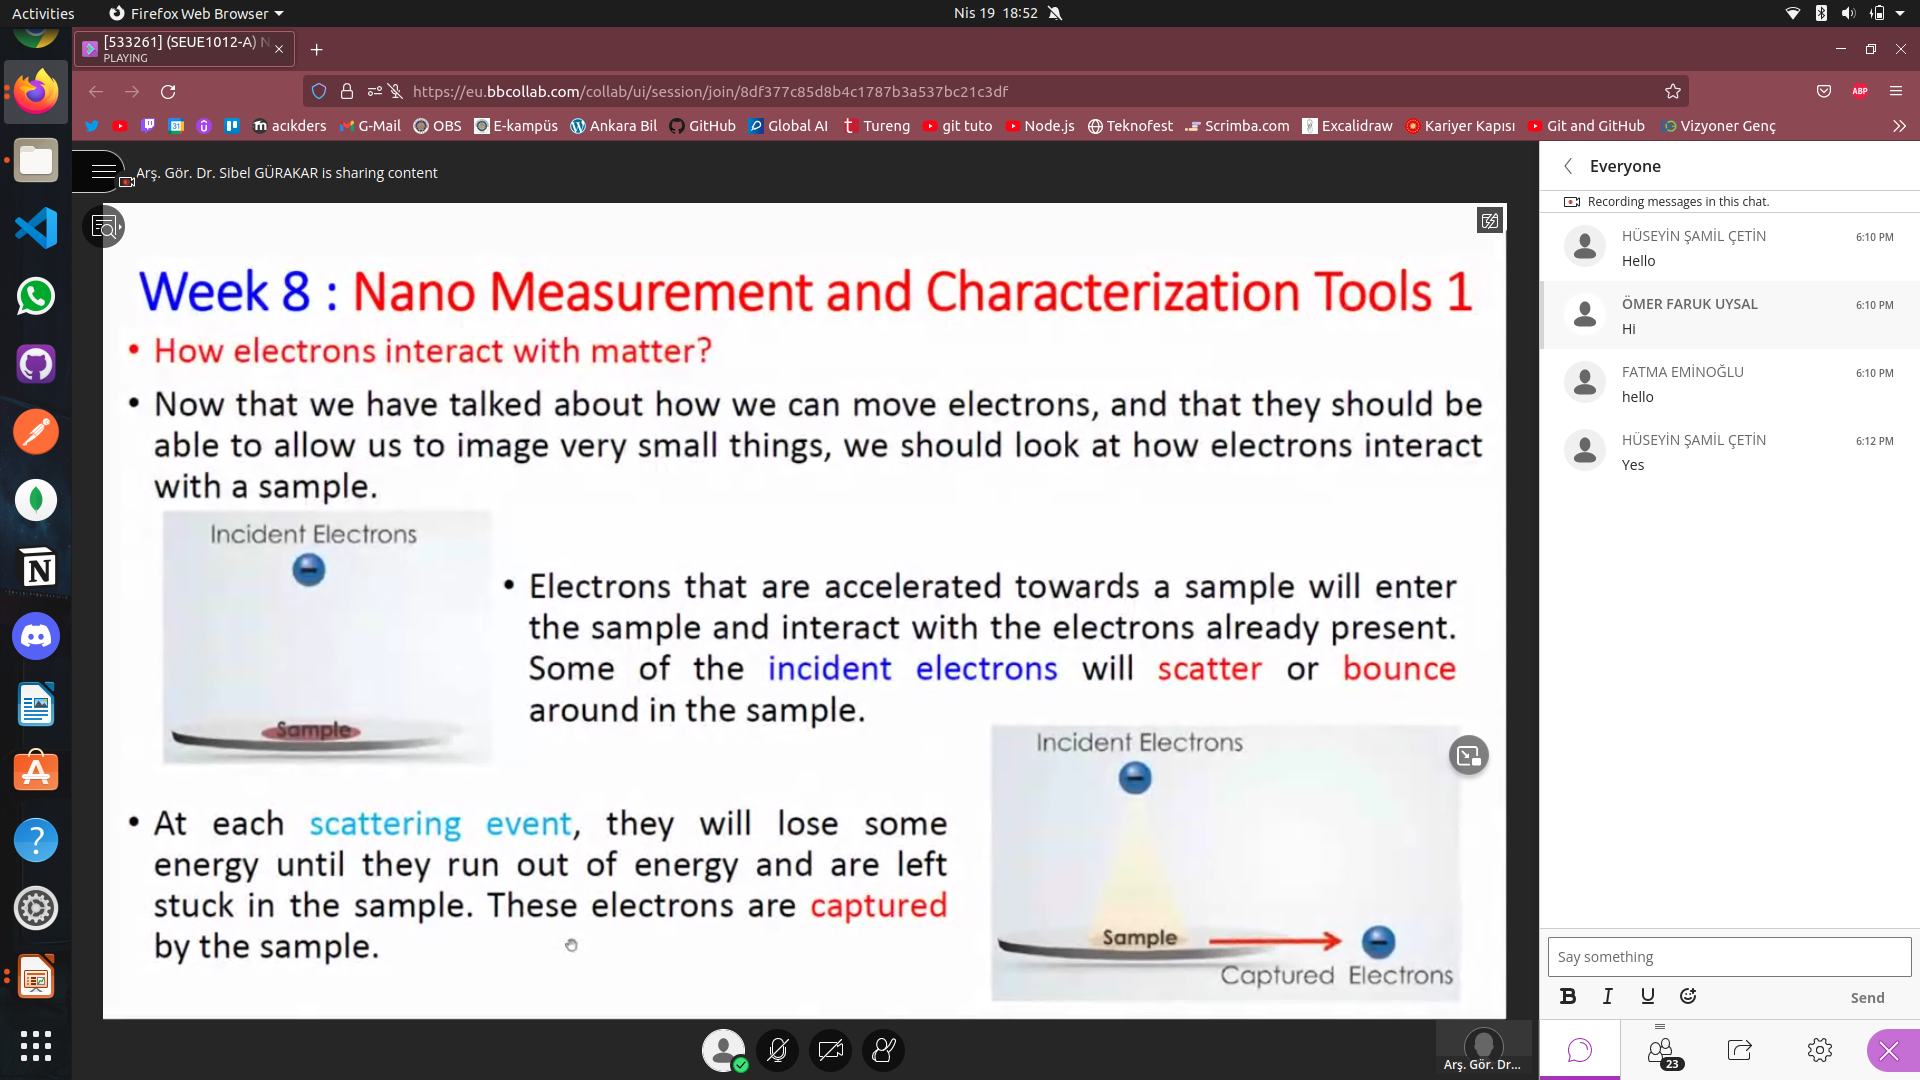 Activities
Firefox Web Browser
Nis 19 18:52
[533261] (SEUE1012-A) N
PLAYING
https://eu.bbcollab.com/collab/ui/session/join/8df377c85d8b4c1787b3a537bc21c3df
ABP
acıkders
G-Mail
OBS
E-kampüs
Ankara Bil
GitHub
Global AI
Tureng
git tuto
Node.js
Teknofest
Scrimba.com
Excalidraw
Kariyer Kapısı
Git and GitHub
Vizyoner Genç
Arş. Gör. Dr. Sibel GÜRAKAR is sharing content
Week 8 : Nano Measurement and Characterization Tools 1
• How electrons interact with matter?
• Now that we have talked about how we can move electrons, and that they should be
able to allow us to image very small things, we should look at how electrons interact
with a sample.
Incident Electrons
Sample
• Electrons that are accelerated towards a sample will enter
the sample and interact with the electrons already present.
Some of the incident electrons will scatter or bounce
around in the sample.
• At each scattering event, they will lose some
energy until they run out of energy and are left
stuck in the sample. These electrons are captured
by the sample.
Incident Electrons
Sample
Captured Electrons
Arş. Gör. Dr...
Everyone
Recording messages in this chat.
HÜSEYİN ŞAMİL ÇETİN
6:10 PM
Hello
ÖMER FARUK UYSAL
6:10 PM
Hi
FATMA EMİNOĞLU
6:10 PM
hello
HÜSEYİN ŞAMİL ÇETİN
6:12 PM
Yes
Say something
B I U
Send
23